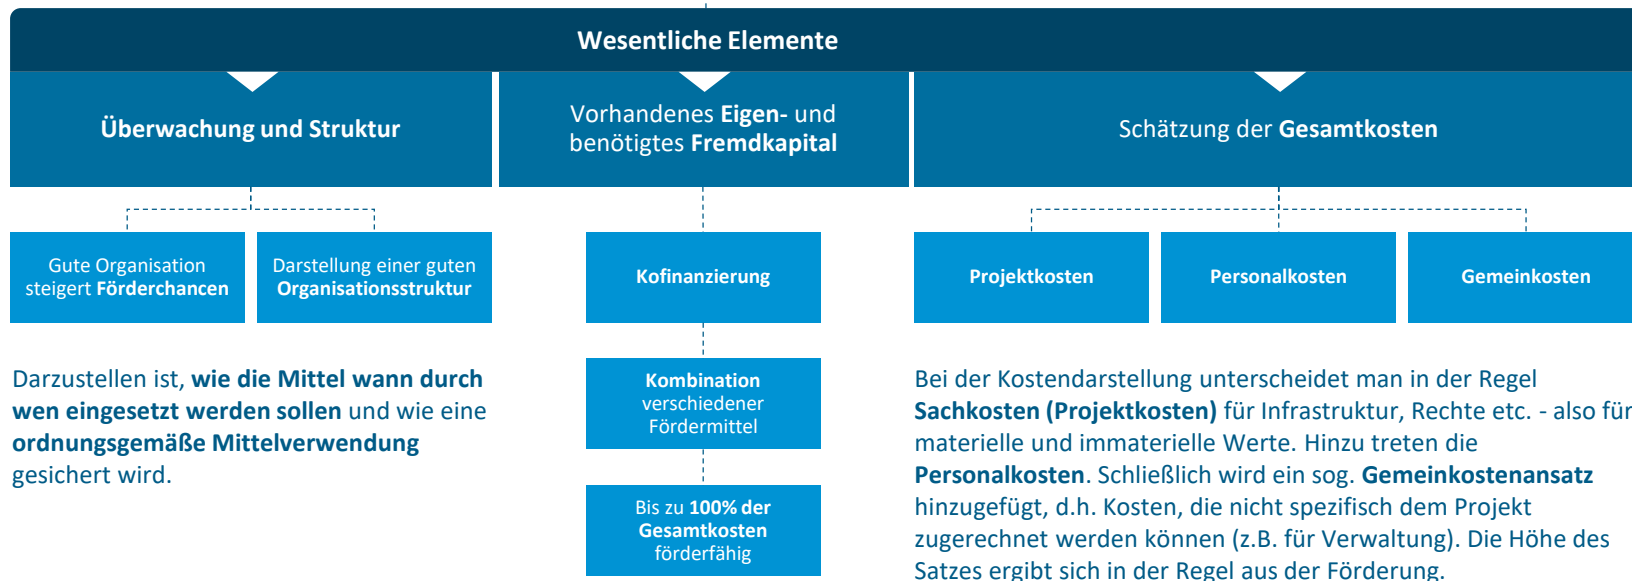 Wesentliche Elemente
Überwachung und Struktur
Gute Organisation
steigert Förderchancen
Darstellung einer guten
Organisationsstruktur
Darzustellen ist, wie die Mittel wann durch
wen eingesetzt werden sollen und wie eine
ordnungsgemäße Mittelverwendung
gesichert wird.
Vorhandenes Eigen- und
benötigtes Fremdkapital
Kofinanzierung
Kombination
verschiedener
Fördermittel
Bis zu 100% der
Gesamtkosten
förderfähig
Schätzung der Gesamtkosten
Projektkosten
Personalkosten
Gemeinkosten
Bei der Kostendarstellung unterscheidet man in der Regel
Sachkosten (Projektkosten) für Infrastruktur, Rechte etc. - also für
materielle und immaterielle Werte. Hinzu treten die
Personalkosten. Schließlich wird ein sog. Gemeinkostenansatz
hinzugefügt, d.h. Kosten, die nicht spezifisch dem Projekt
zugerechnet werden können (z.B. für Verwaltung). Die Höhe des
Satzes ergibt sich in der Regel aus der Förderung.